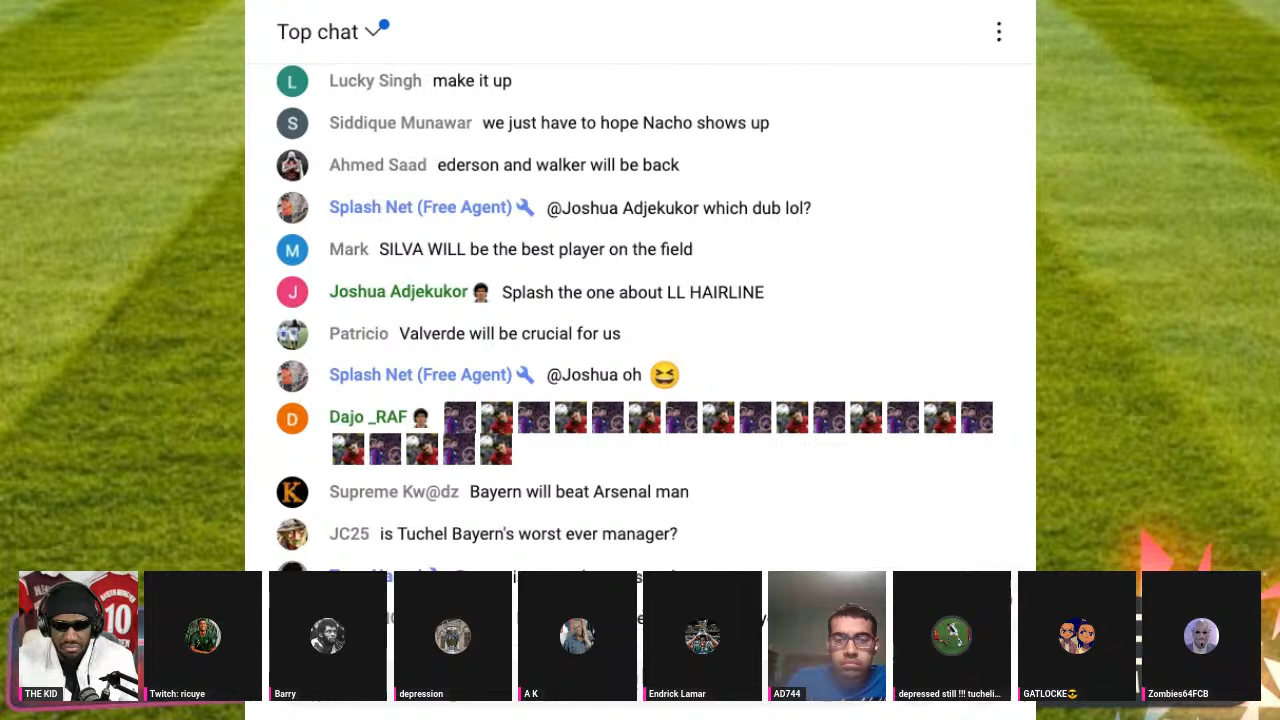 Top chat
L Lucky Singh make it up
S Siddique Munawar we just have to hope Nacho shows up
Ahmed Saad ederson and walker will be back
Splash Net (Free Agent) @Joshua Adjekukor which dub lol?
M Mark SILVA WILL be the best player on the field
J Joshua Adjekukor Splash the one about LL HAIRLINE
Patricio Valverde will be crucial for us
Splash Net (Free Agent) @Joshua oh 😆
D Dajo _RAF
K Supreme Kw@dz Bayern will beat Arsenal man
JC25 is Tuchel Bayern's worst ever manager?
10
THE KID
Twitch: ricuye
Barry
depression
A K
Endrick Lamar
AD744
depressed still !!! tucheli...
GATLOCKE😎
Zombies64FCB